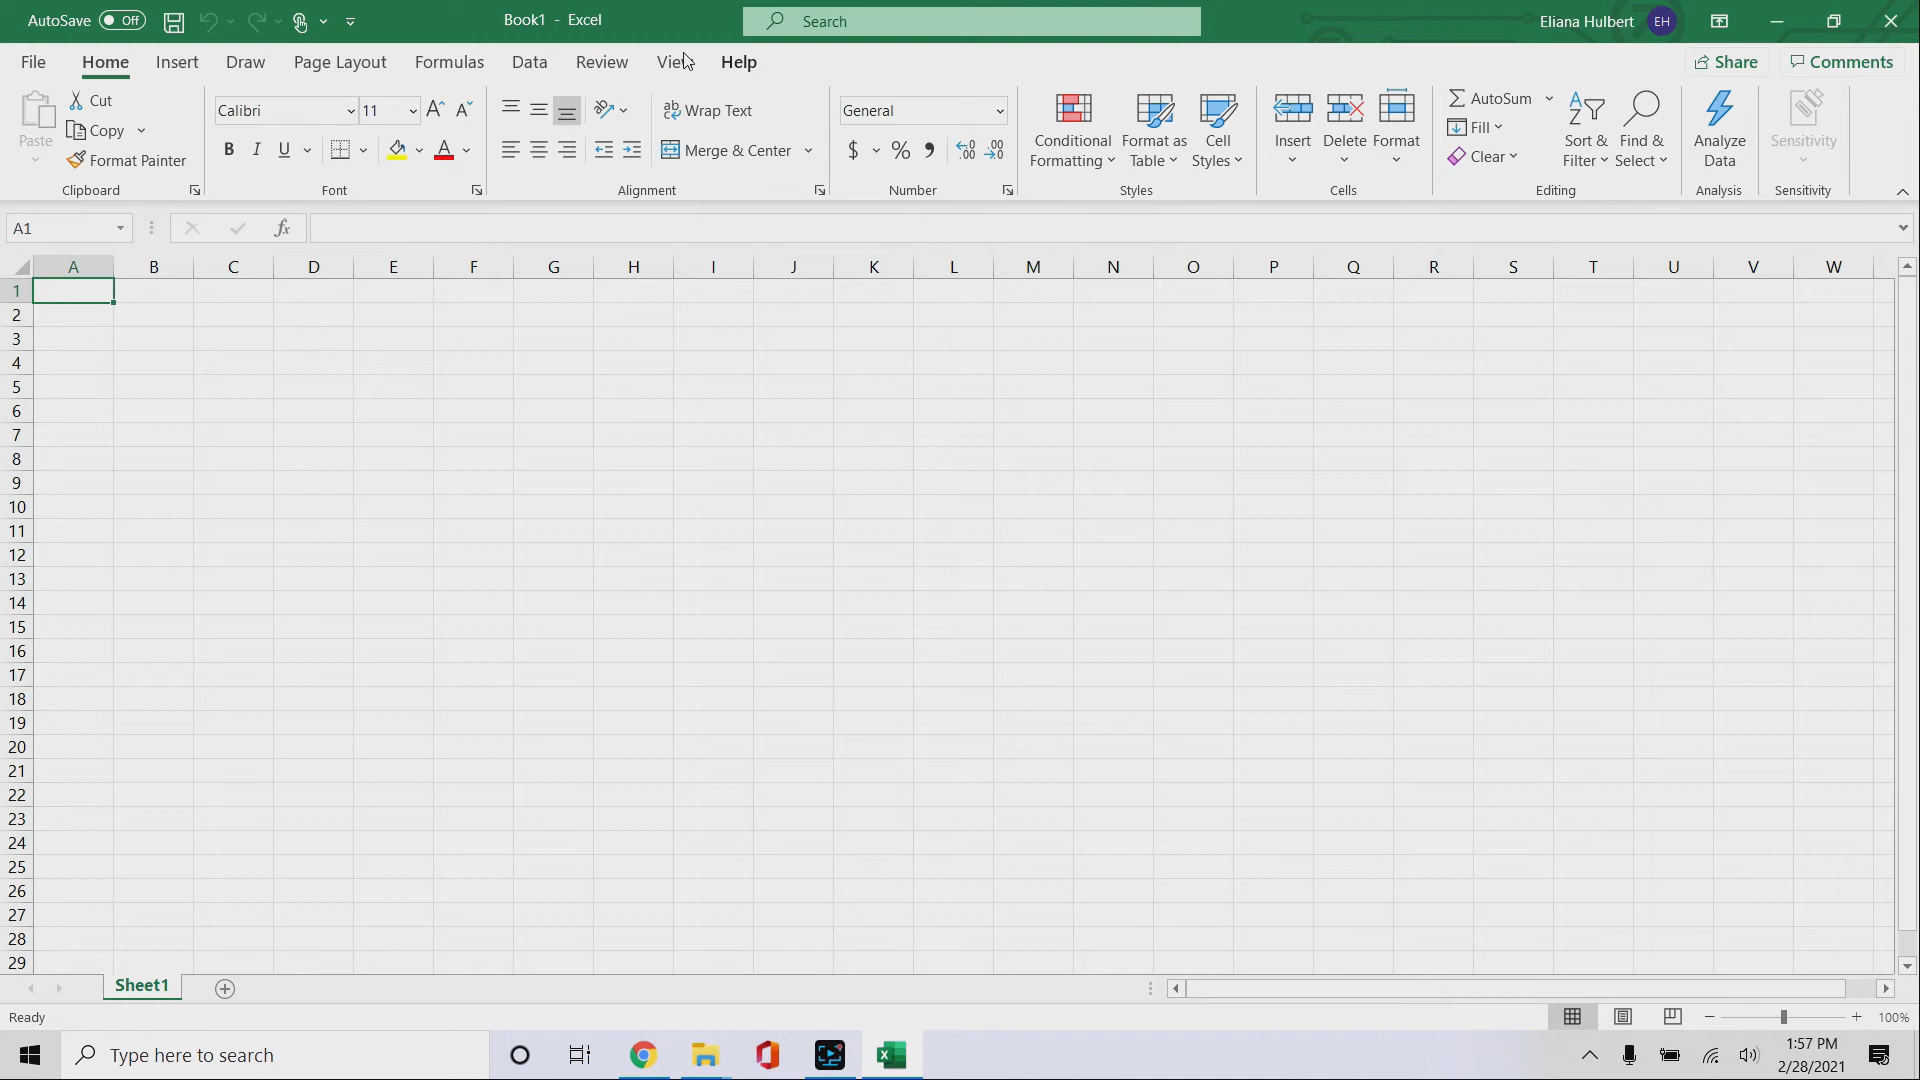 AutoSave Off Book1 - Excel Search Eliana Hulbert EH
File Home Insert Draw Page Layout Formulas Data Review View Help Share Comments
Paste
Cut
Copy
Format Painter
Clipboard
Calibri 11
B I U A
Font
ab Wrap Text
Merge & Center
Alignment
General
$ % 9 .00 .00
Number
Conditional Formatting
Format as Table
Cell Styles
Styles
Insert
Delete
Format
Cells
AutoSum
Fill
Clear
Sort & Filter
Find & Select
Editing
Analyze Data
Analysis
Sensitivity
Sensitivity
A1 fx
A B C D E F G H I J K L M N O P Q R S T U V W
1
2
3
4
5
6
7
8
9
10
11
12
13
14
15
16
17
18
19
20
21
22
23
24
25
26
27
28
29
Sheet1
Ready 100%
Type here to search
1:57 PM
2/28/2021